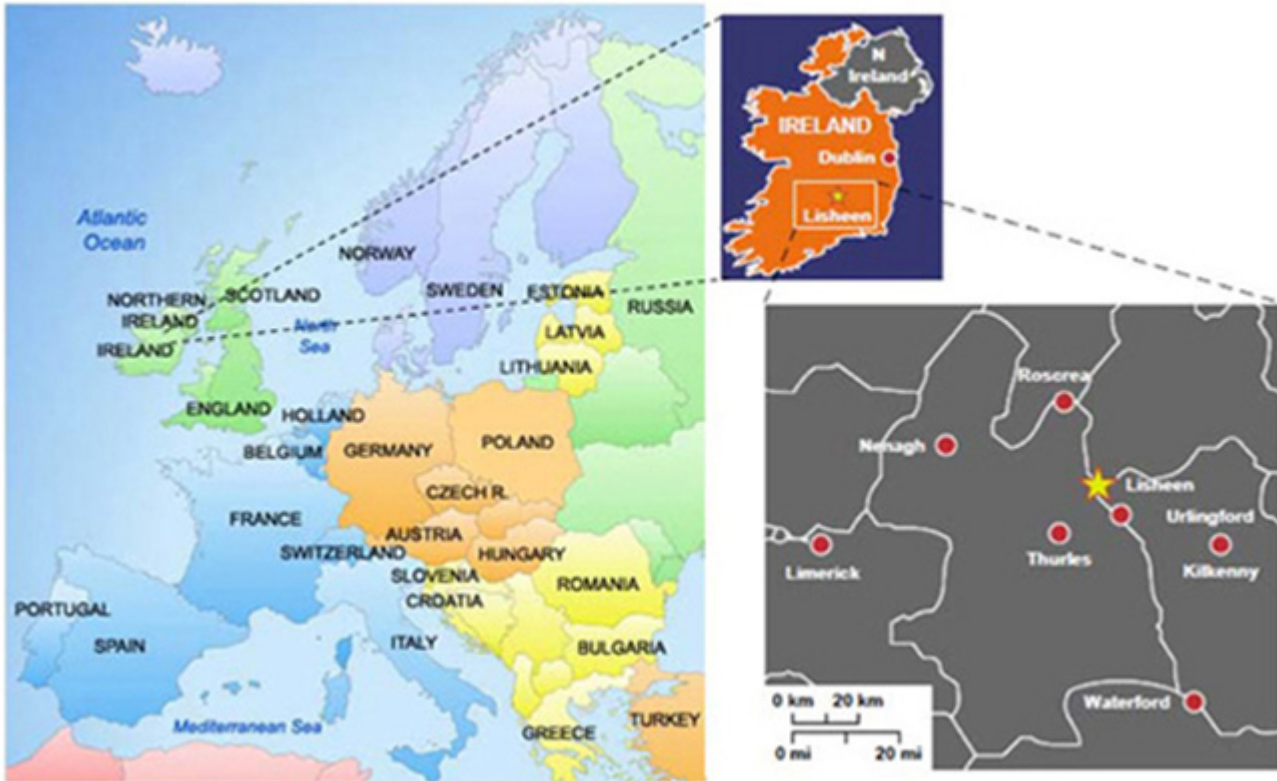 Atlantic
Ocean
NORWAY
SWEDEN
ESTONIA
RUSSIA
NORTHERN
IRELAND
SCOTLAND
North
Sea
LATVIA
IRELAND
LITHUANIA
ENGLAND
HOLLAND
BELGIUM
GERMANY
POLAND
CZECH R.
FRANCE
AUSTRIA
SWITZERLAND
HUNGARY
SLOVENIA
ROMANIA
CROATIA
PORTUGAL
SPAIN
ITALY
BULGARIA
Mediterranean Sea
GREECE
TURKEY
N
Ireland
IRELAND
Dublin
Lisheen
Roscrea
Nenagh
Lisheen
Urlingford
Thurles
Limerick
Kilkenny
Waterford
0 km 20 km
0 mi 20 mi